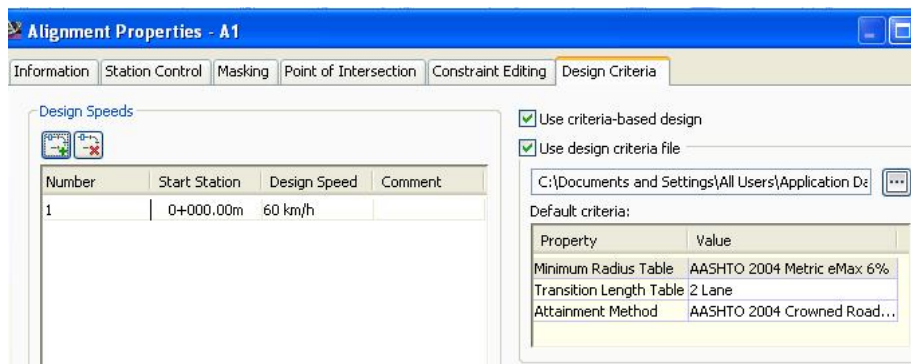 Alignment Properties - A1
Information Station Control Masking Point of Intersection Constraint Editing Design Criteria
Design Speeds
Number Start Station Design Speed Comment
1 0+000.00m 60 km/h
Use criteria-based design
Use design criteria file
C:\Documents and Settings\All Users\Application Da ...
Default criteria:
Property Value
Minimum Radius Table AASHTO 2004 Metric eMax 6%
Transition Length Table 2 Lane
Attainment Method AASHTO 2004 Crowned Road...